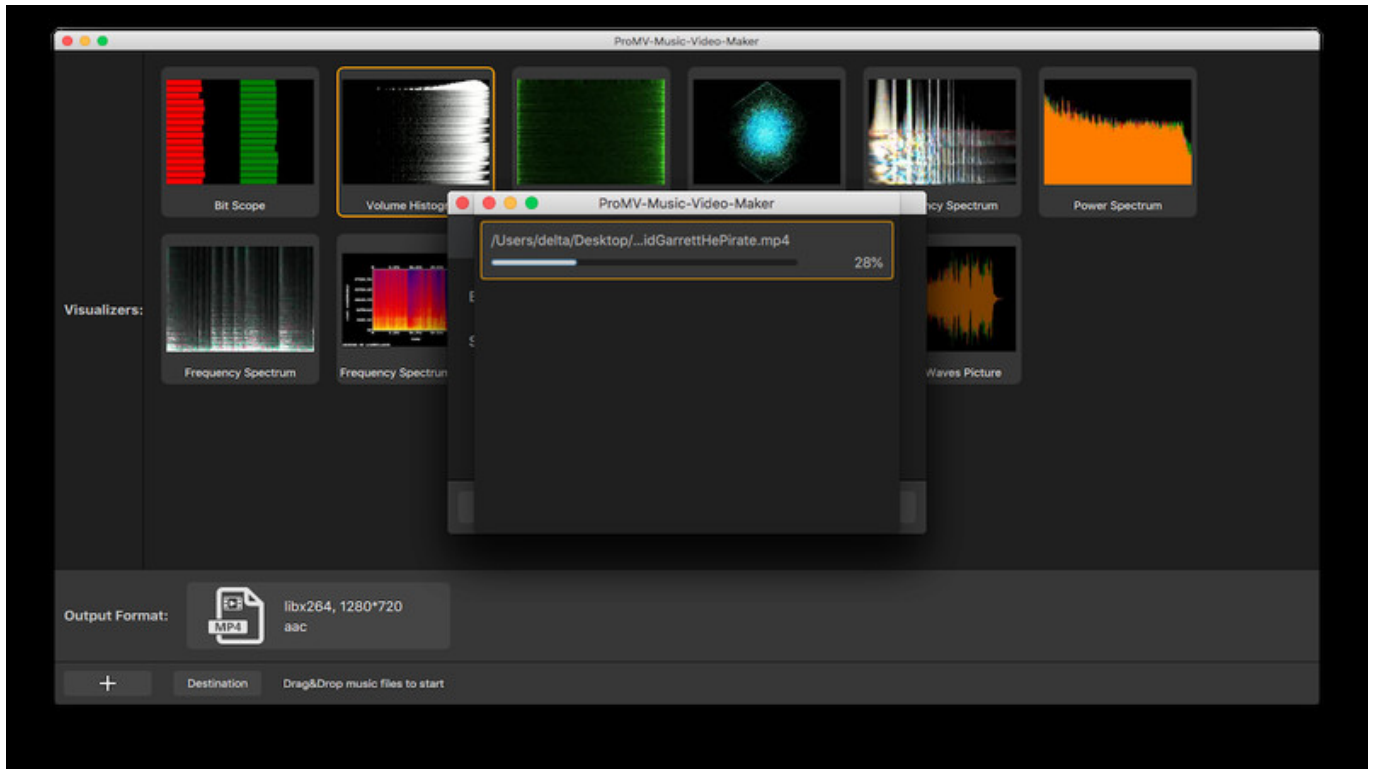 ProMV-Music-Video-Maker
Bit Scope
Volume Histog
ncy Spectrum
Power Spectrum
ProMV-Music-Video-Maker
/Users/delta/Desktop/...idGarrettHePirate.mp4
28%
Visualizers:
Frequency Spectrum
Frequency Spectrum
Waves Picture
Output Format:
MP4
libx264, 1280*720
aac
+
Destination
Drag&Drop music files to start